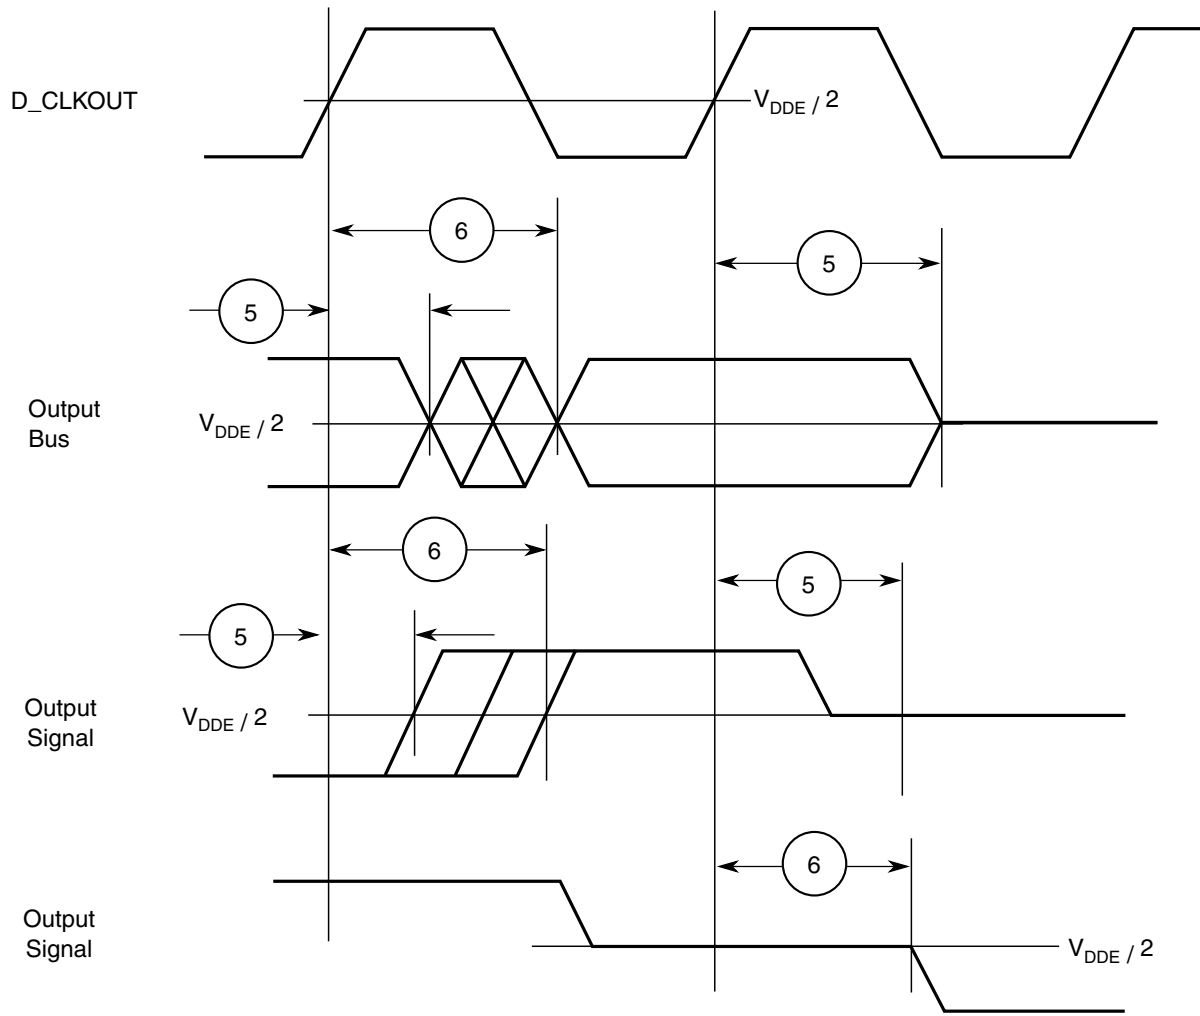 D_CLKOUT
V_DDE / 2
6
5
5
Output
Bus
V_DDE / 2
6
5
5
Output
Signal
V_DDE / 2
6
Output
Signal
V_DDE / 2